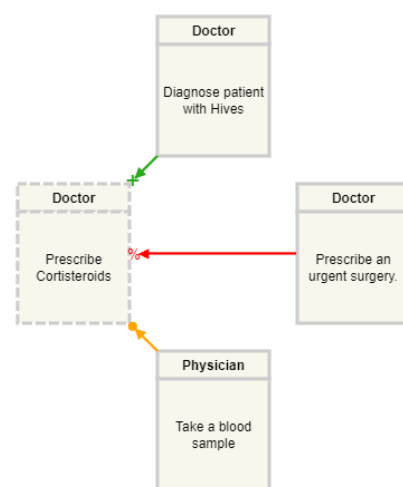 Doctor
Diagnose patient
with Hives
+
Doctor
Prescribe
Cortisteroids
%
Doctor
Prescribe an
urgent surgery.
Physician
Take a blood
sample